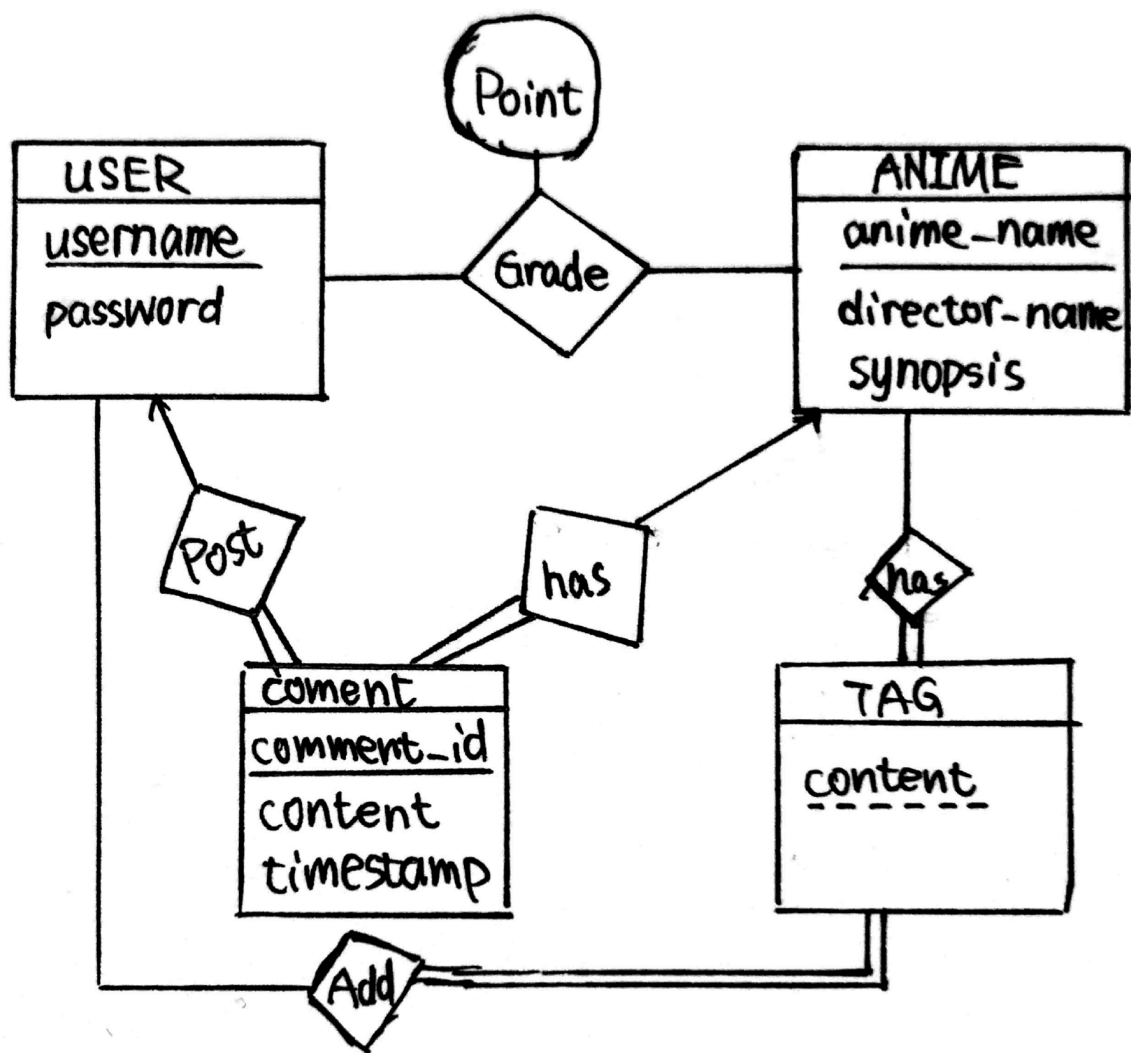 Point
USER
username
password
Grade
ANIME
anime_name
director_name
synopsis
Post
has
has
coment
comment_id
content
timestamp
TAG
content
Add